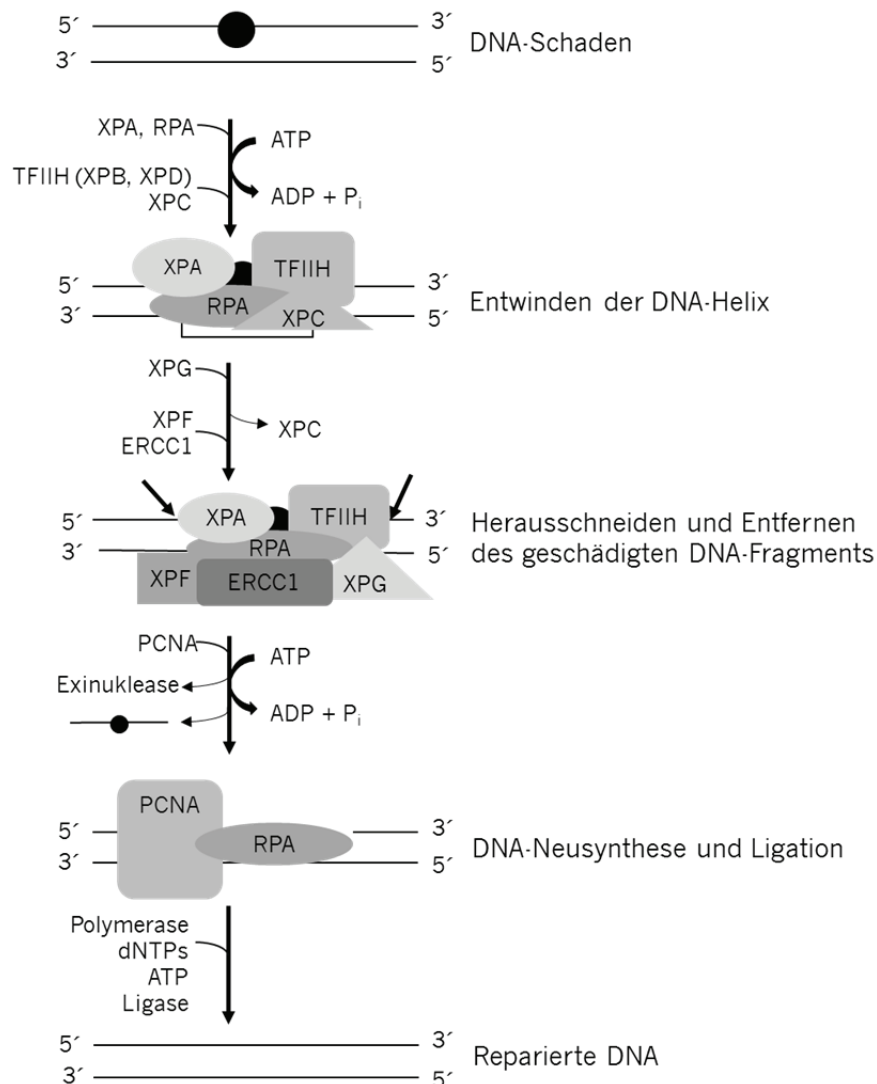 5´ 3´
DNA-Schaden
3´ 5´
XPA, RPA
ATP
TFIIH (XPB, XPD)
XPC
ADP + Pi
XPA TFIIH
5´ 3´
RPA
Entwinden der DNA-Helix
3´ XPC 5´
XPG
XPF
ERCC1
XPC
XPA TFIIH
5´ 3´
Herausschneiden und Entfernen
des geschädigten DNA-Fragments
3´ RPA 5´
XPF ERCC1 XPG
PCNA
ATP
Exinuklease
ADP + Pi
PCNA
5´ 3´
RPA
DNA-Neusynthese und Ligation
3´ 5´
Polymerase
dNTPs
ATP
Ligase
5´ 3´
Reparierte DNA
3´ 5´